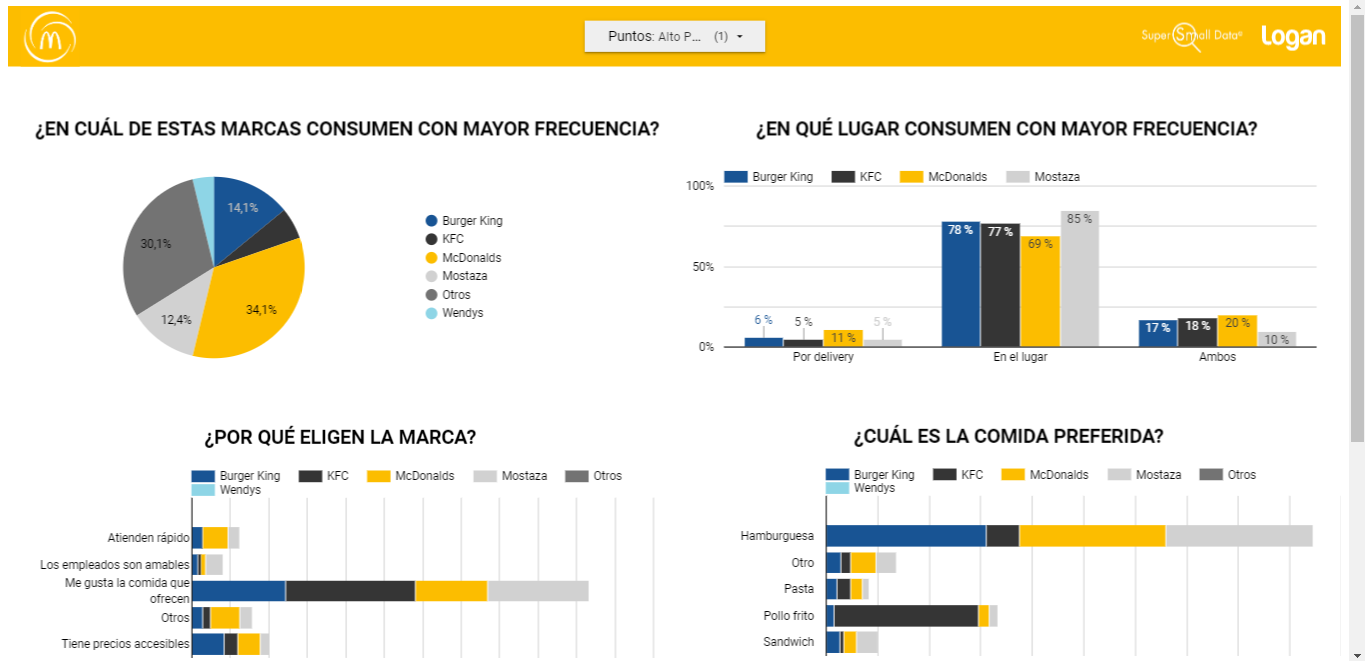 Puntos: Alto P... (1)
Super Small Data®
Logan
¿EN CUÁL DE ESTAS MARCAS CONSUMEN CON MAYOR FRECUENCIA?
14,1%
30,1%
12,4%
34,1%
Burger King
KFC
McDonalds
Mostaza
Otros
Wendys
¿EN QUÉ LUGAR CONSUMEN CON MAYOR FRECUENCIA?
Burger King KFC McDonalds Mostaza
100%
50%
0%
6 % 5 % 11 % 5 %
78 % 77 % 69 % 85 %
17 % 18 % 20 % 10 %
Por delivery En el lugar Ambos
¿POR QUÉ ELIGEN LA MARCA?
Burger King KFC McDonalds Mostaza Otros
Wendys
Atienden rápido
Los empleados son amables
Me gusta la comida que
ofrecen
Otros
Tiene precios accesibles
¿CUÁL ES LA COMIDA PREFERIDA?
Burger King KFC McDonalds Mostaza Otros
Wendys
Hamburguesa
Otro
Pasta
Pollo frito
Sandwich